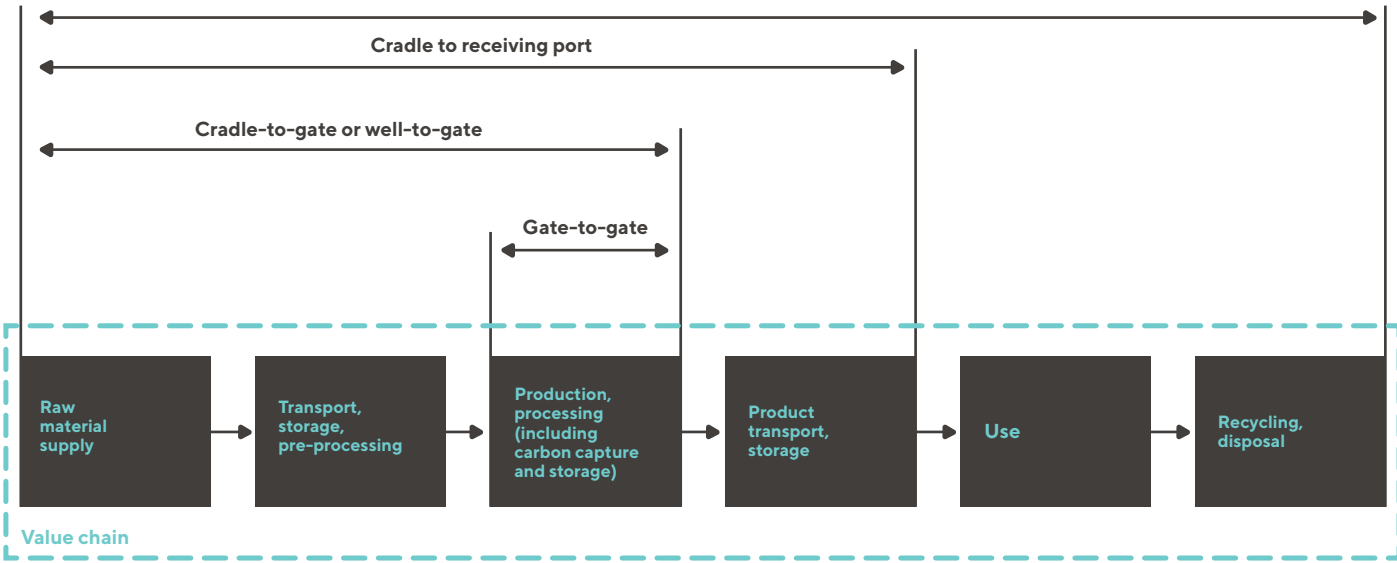 Cradle to receiving port
Cradle-to-gate or well-to-gate
Gate-to-gate
Raw
material
supply
Transport,
storage,
pre-processing
Production,
processing
(including
carbon capture
and storage)
Product
transport,
storage
Use
Recycling,
disposal
Value chain